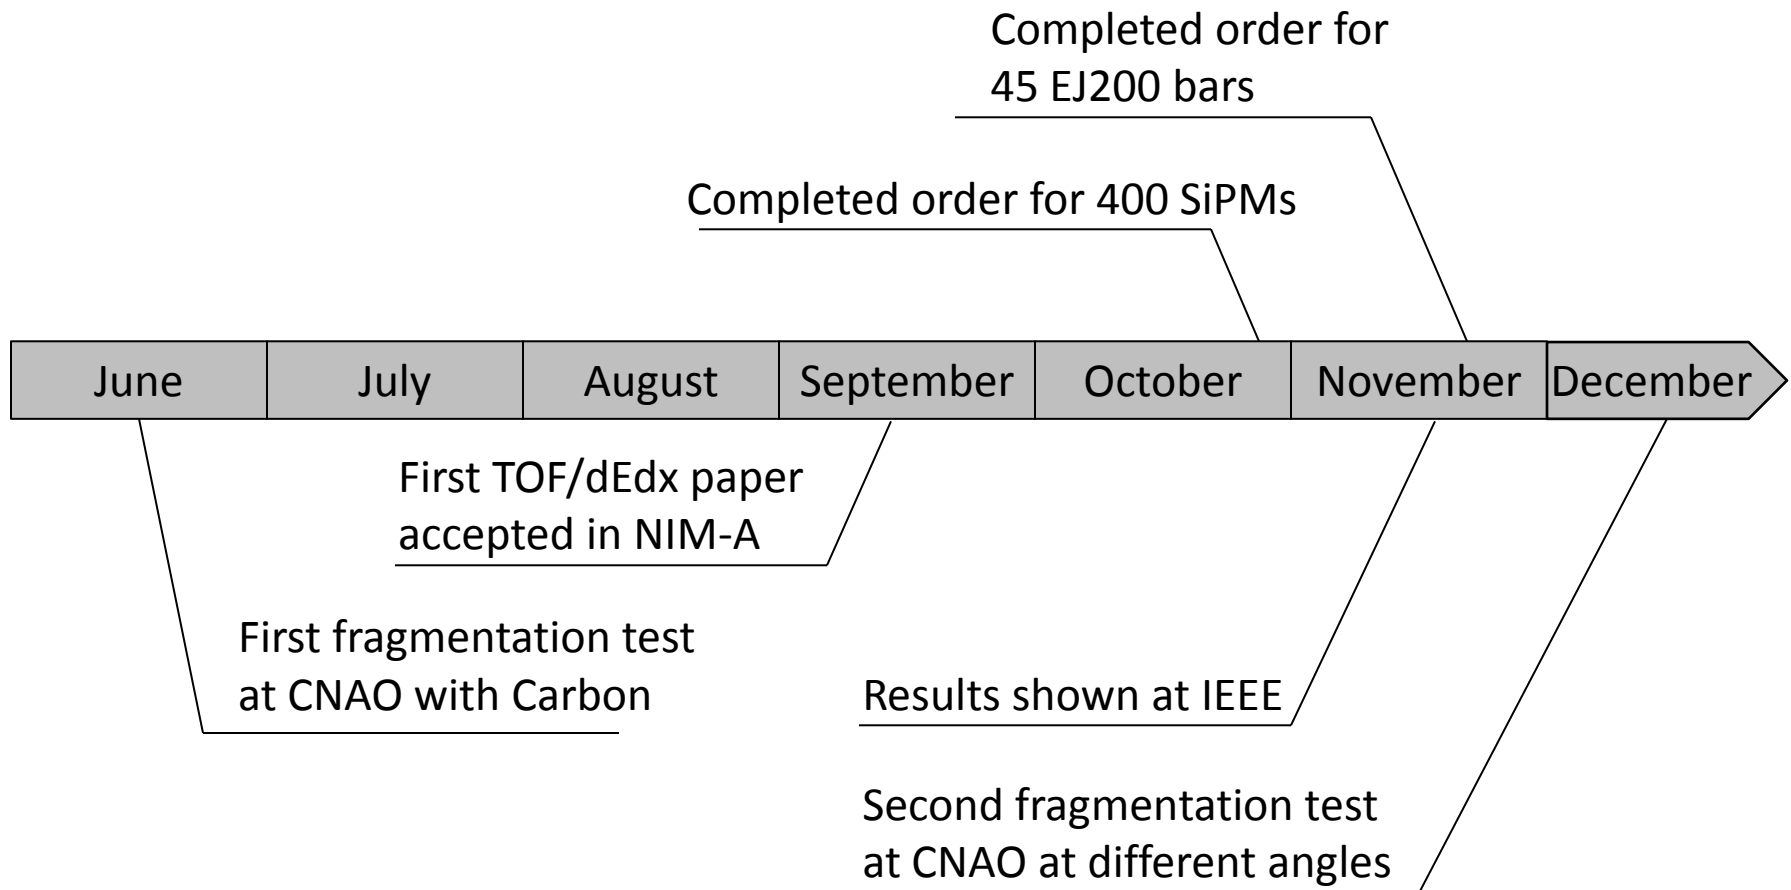 Completed order for
45 EJ200 bars
Completed order for 400 SiPMs
June July August September October November December
First TOF/dEdx paper
accepted in NIM-A
First fragmentation test
at CNAO with Carbon
Results shown at IEEE
Second fragmentation test
at CNAO at different angles